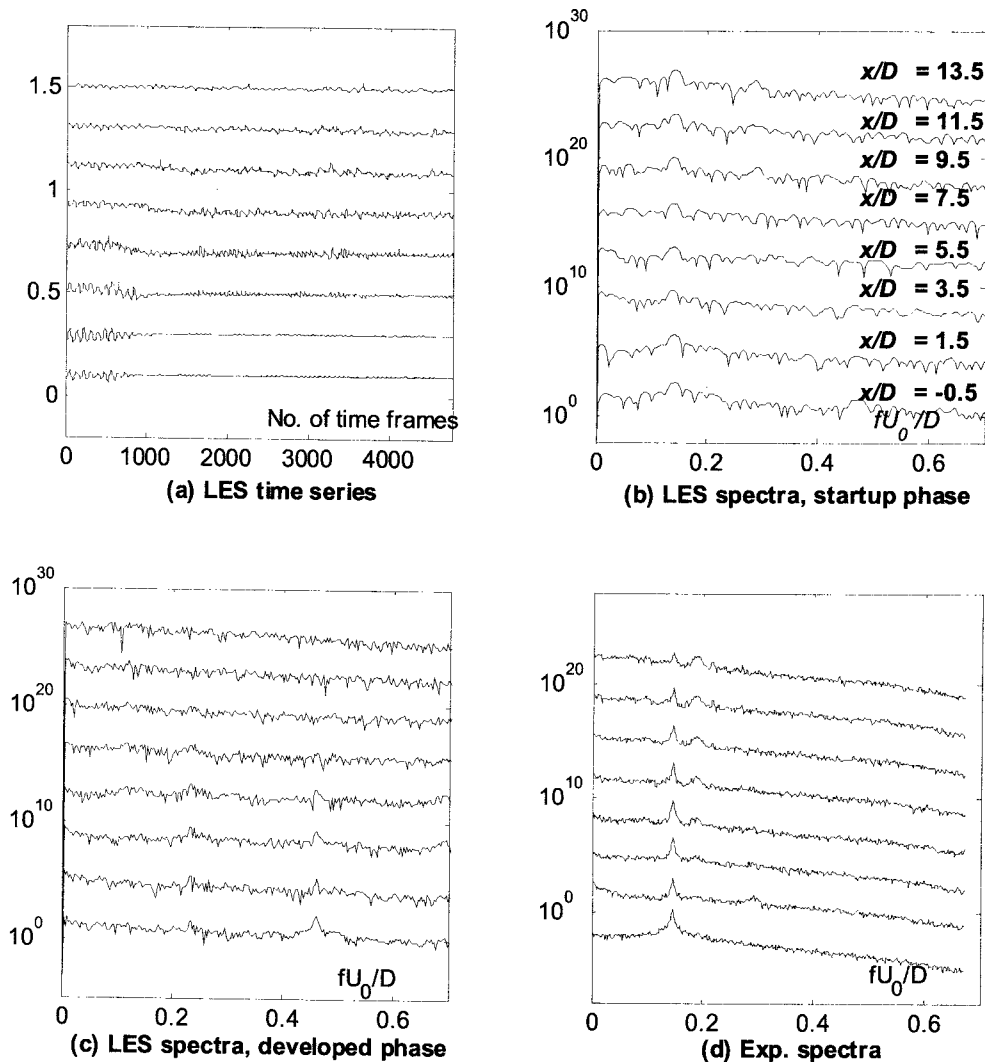 1.5
1
0.5
0
No. of time frames
0 1000 2000 3000 4000
(a) LES time series
10^30
10^20
10^10
10^0
x/D = 13.5
x/D = 11.5
x/D = 9.5
x/D = 7.5
x/D = 5.5
x/D = 3.5
x/D = 1.5
x/D = -0.5
fU_0/D
0 0.2 0.4 0.6
(b) LES spectra, startup phase
10^30
10^20
10^10
10^0
fU_0/D
0 0.2 0.4 0.6
(c) LES spectra, developed phase
10^20
10^10
10^0
fU_0/D
0 0.2 0.4 0.6
(d) Exp. spectra